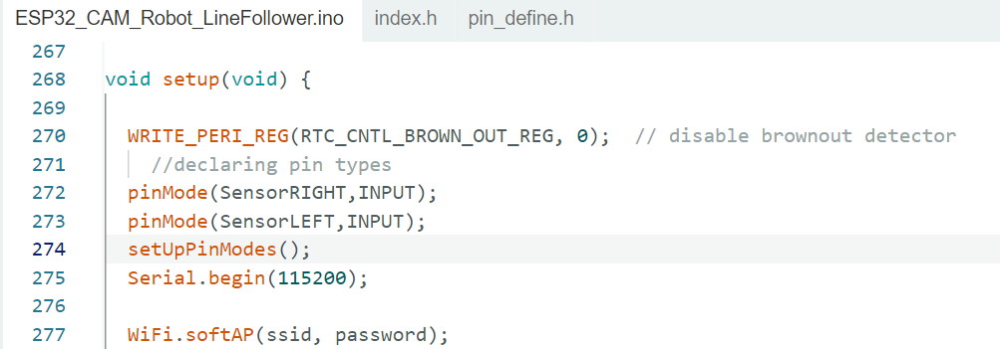 ESP32_CAM_Robot_LineFollower.ino index.h pin_define.h
267
268 void setup(void) {
269
270 WRITE_PERI_REG(RTC_CNTL_BROWN_OUT_REG, 0); // disable brownout detector
271 //declaring pin types
272 pinMode(SensorRIGHT,INPUT);
273 pinMode(SensorLEFT,INPUT);
274 setUpPinModes();
275 Serial.begin(115200);
276
277 WiFi.softAP(ssid, password);